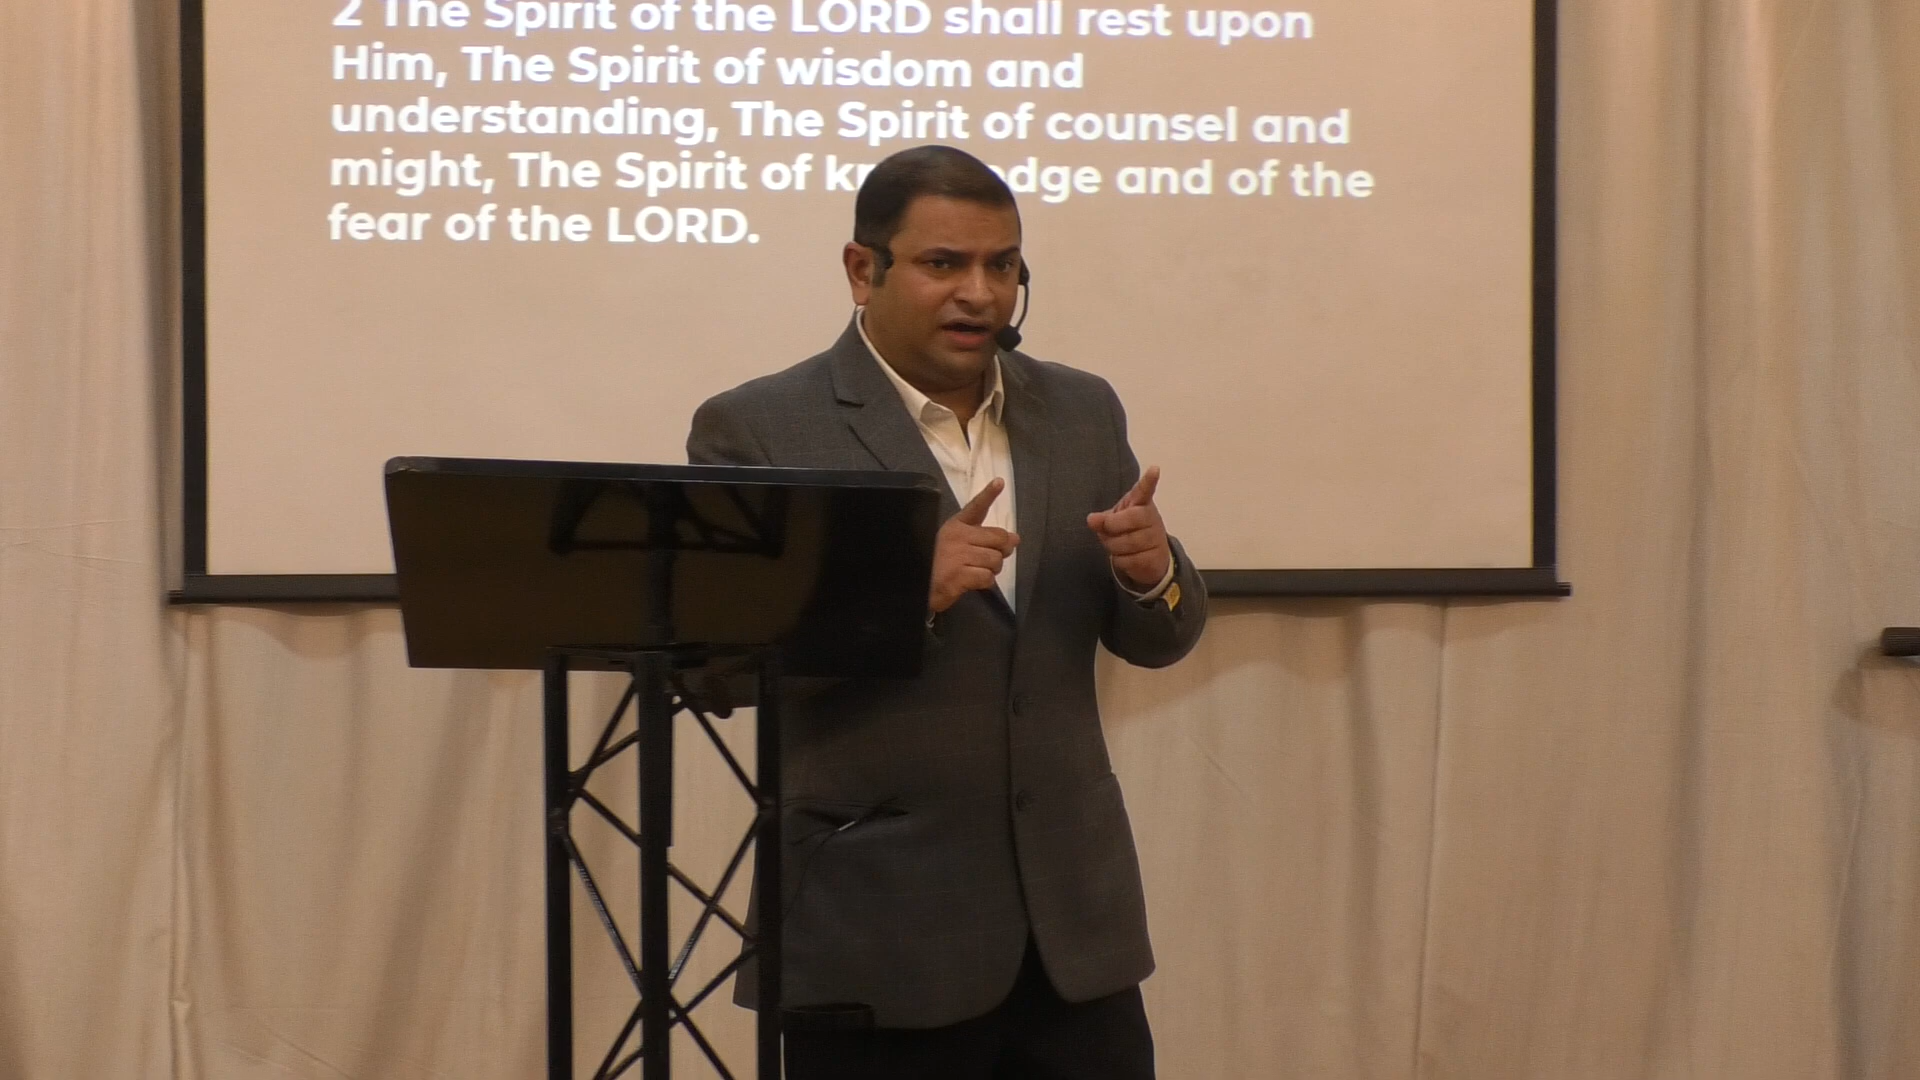 2 The Spirit of the LORD shall rest upon
Him, The Spirit of wisdom and
understanding, The Spirit of counsel and
might, The Spirit of and of the
fear of the LORD.